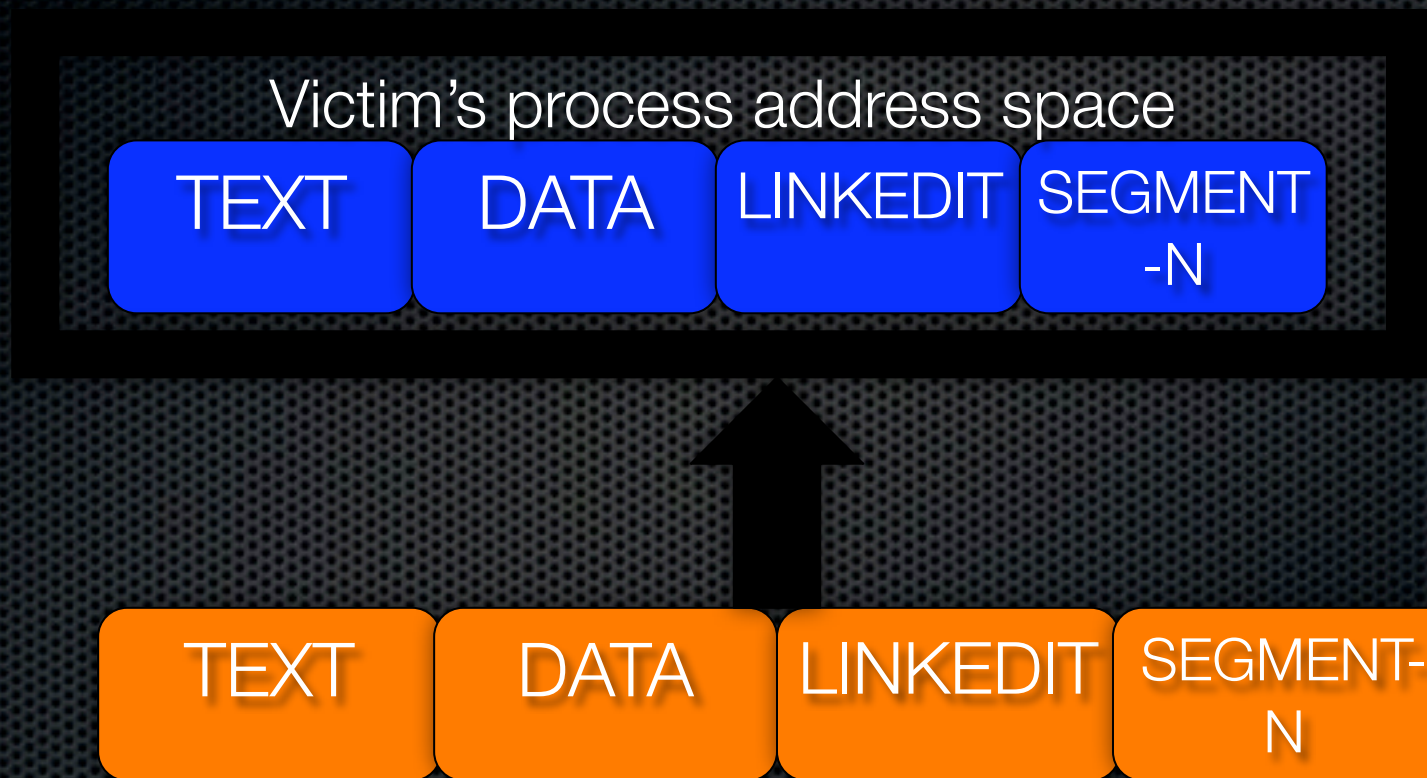 Victim’s process address space
TEXT DATA LINKEDIT SEGMENT
-N
TEXT DATA LINKEDIT SEGMENT-
N